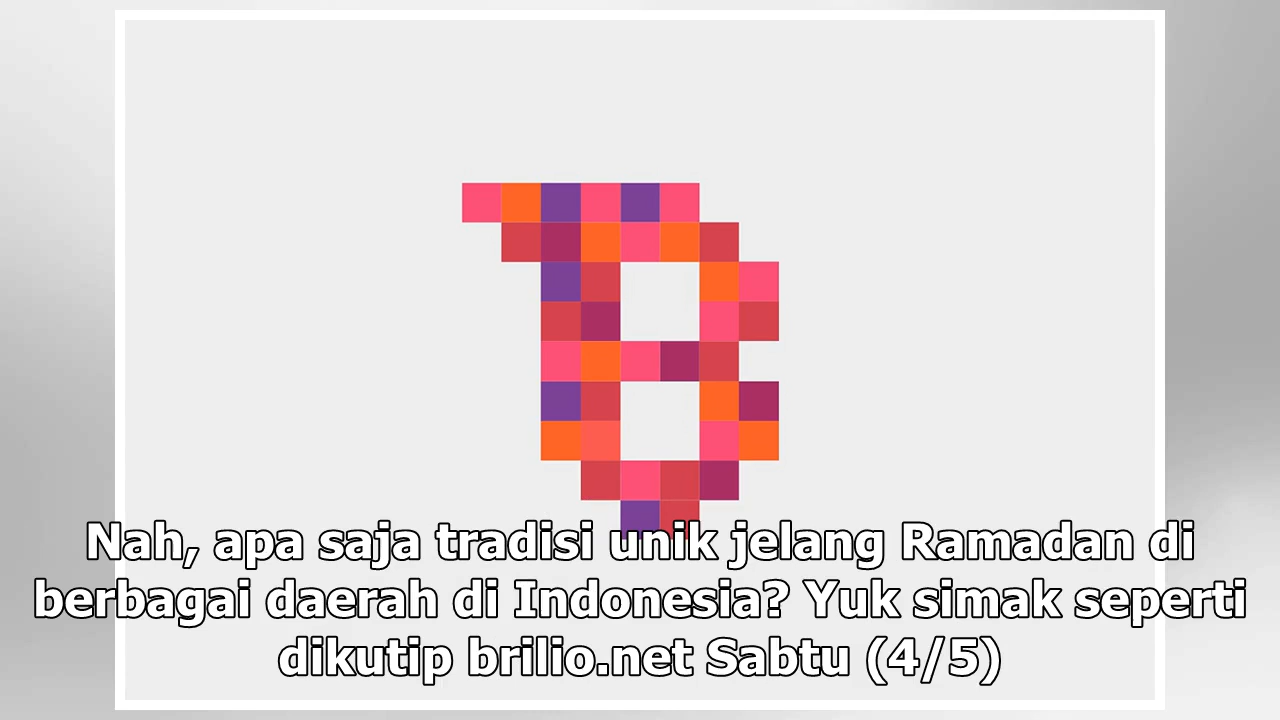 Nah, apa saja tradisi unik jelang Ramadan di
berbagai daerah di Indonesia? Yuk simak seperti
dikutip brilio.net Sabtu (4/5)